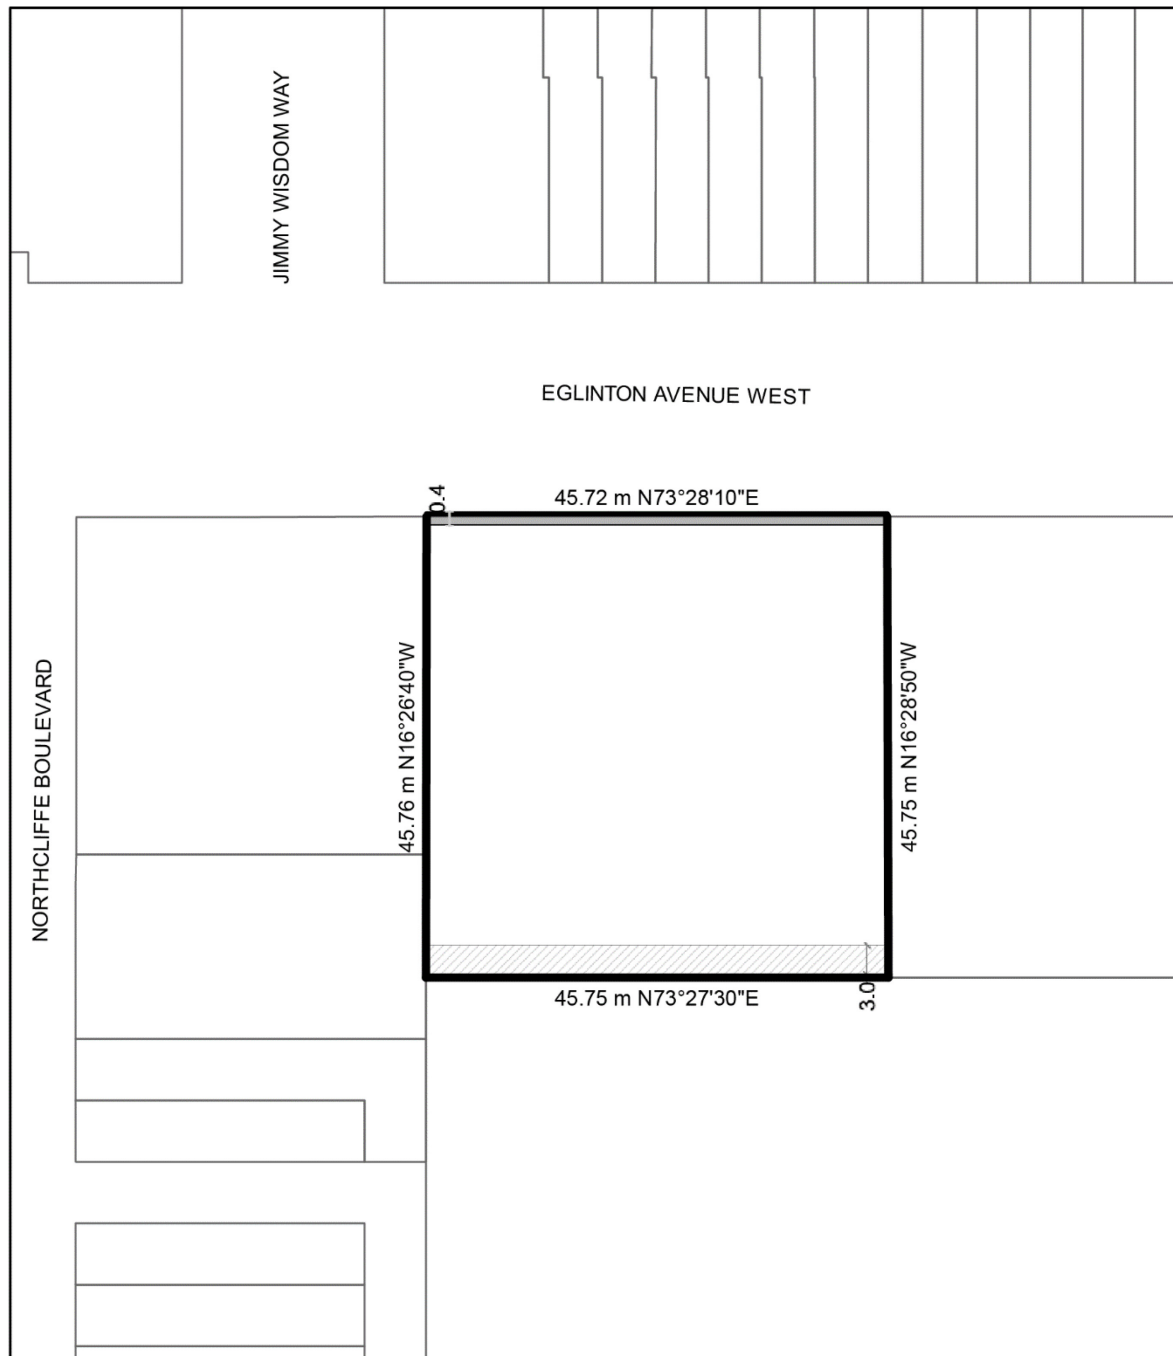 JIMMY WISDOM WAY
EGLINTON AVENUE WEST
0.4
45.72 m N73°28'10"E
45.76 m N16°26'40"W
45.75 m N16°28'50"W
NORTHCLIFFE BOULEVARD
45.75 m N73°27'30"E
3.0